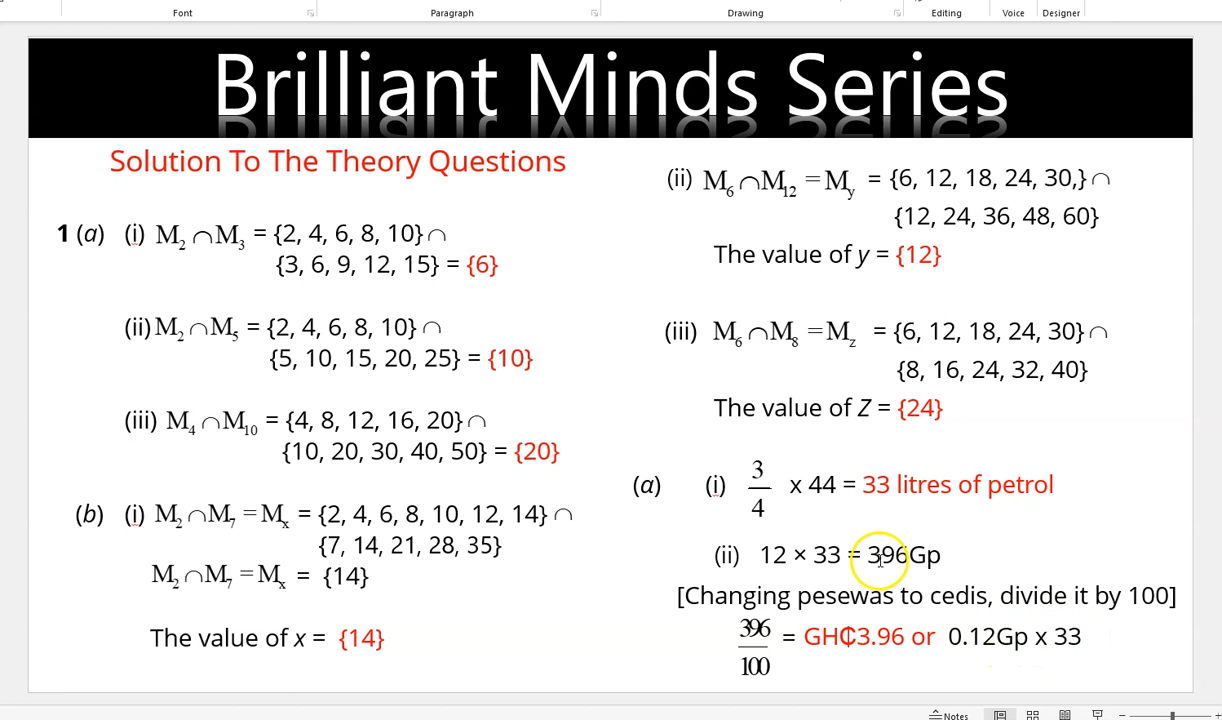 Font Paragraph Drawing Editing Voice Designer
Brilliant Minds Series
Solution To The Theory Questions
1 (a) (i) M₂ ∩ M₃ = {2, 4, 6, 8, 10} ∩
{3, 6, 9, 12, 15} = {6}
(ii) M₂ ∩ M₅ = {2, 4, 6, 8, 10} ∩
{5, 10, 15, 20, 25} = {10}
(iii) M₄ ∩ M₁₀ = {4, 8, 12, 16, 20} ∩
{10, 20, 30, 40, 50} = {20}
(b) (i) M₂ ∩ M₇ = Mₓ = {2, 4, 6, 8, 10, 12, 14} ∩
{7, 14, 21, 28, 35}
M₂ ∩ M₇ = Mₓ = {14}
The value of x = {14}
(ii) M₆ ∩ M₁₂ = M_y = {6, 12, 18, 24, 30,} ∩
{12, 24, 36, 48, 60}
The value of y = {12}
(iii) M₆ ∩ M₈ = M_z = {6, 12, 18, 24, 30} ∩
{8, 16, 24, 32, 40}
The value of Z = {24}
(a) (i) 3/4 x 44 = 33 litres of petrol
(ii) 12 × 33 = 396Gp
[Changing pesewas to cedis, divide it by 100]
396/100 = GH₵3.96 or 0.12Gp x 33
Notes